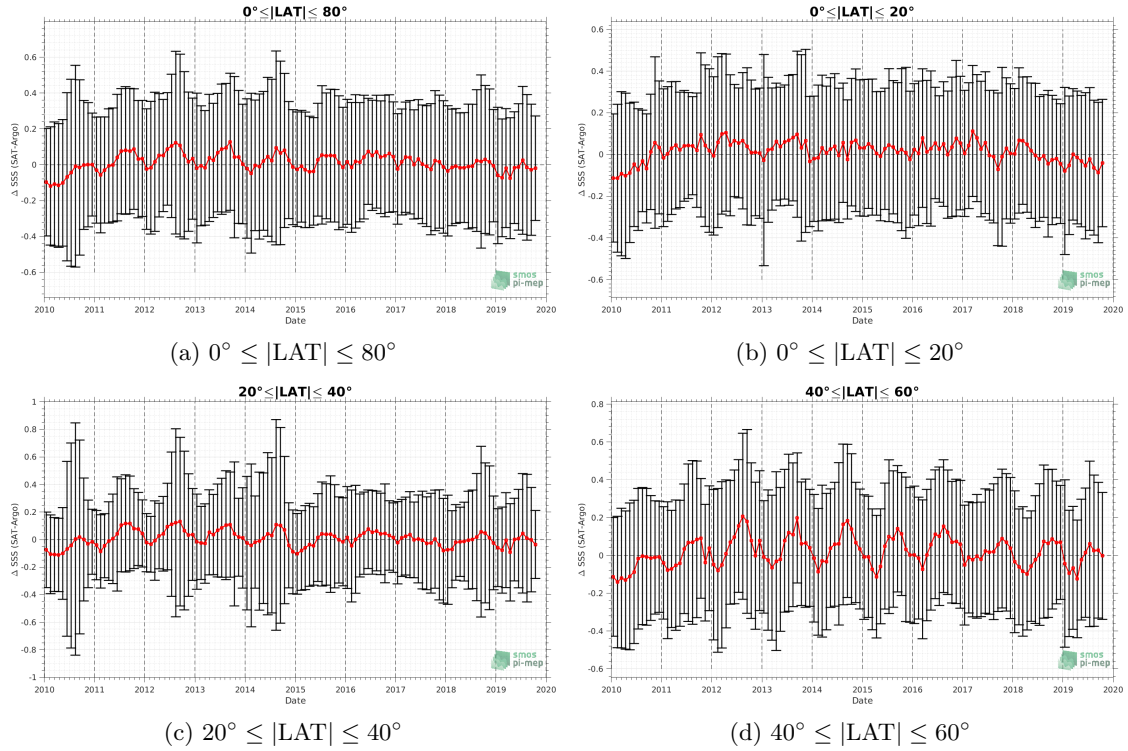 0°≤|LAT|≤ 80°
0.6
0.4
0.2
0
-0.2
-0.4
-0.6
Δ SSS (SAT-Argo)
2010 2011 2012 2013 2014 2015 2016 2017 2018 2019 2020
Date
smos
pi-mep
(a) 0° ≤ |LAT| ≤ 80°
0°≤|LAT|≤ 20°
0.6
0.4
0.2
0
-0.2
-0.4
-0.6
Δ SSS (SAT-Argo)
2010 2011 2012 2013 2014 2015 2016 2017 2018 2019 2020
Date
smos
pi-mep
(b) 0° ≤ |LAT| ≤ 20°
20°≤|LAT|≤ 40°
1
0.8
0.6
0.4
0.2
0
-0.2
-0.4
-0.6
-0.8
-1
Δ SSS (SAT-Argo)
2010 2011 2012 2013 2014 2015 2016 2017 2018 2019 2020
Date
smos
pi-mep
(c) 20° ≤ |LAT| ≤ 40°
40°≤|LAT|≤ 60°
0.8
0.6
0.4
0.2
0
-0.2
-0.4
-0.6
Δ SSS (SAT-Argo)
2010 2011 2012 2013 2014 2015 2016 2017 2018 2019 2020
Date
smos
pi-mep
(d) 40° ≤ |LAT| ≤ 60°